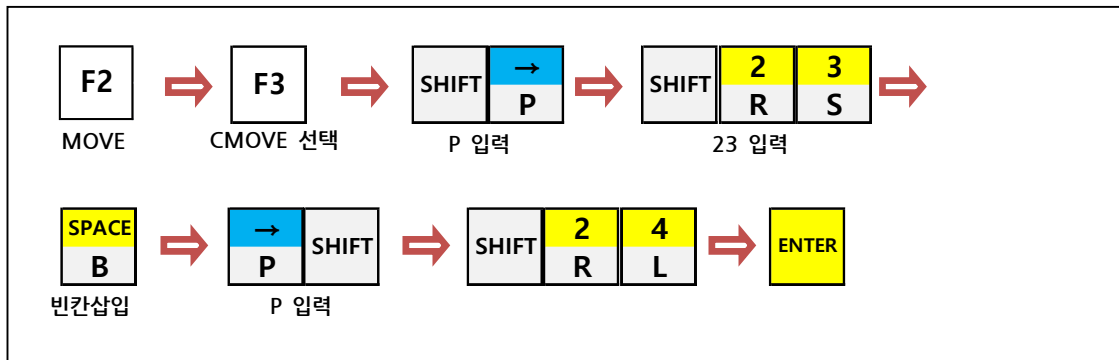 F2 F3 SHIFT → P SHIFT 2 R 3 S
MOVE CMOVE 선택 P 입력 23 입력
SPACE B → P SHIFT SHIFT 2 R 4 L ENTER
빈칸삽입 P 입력